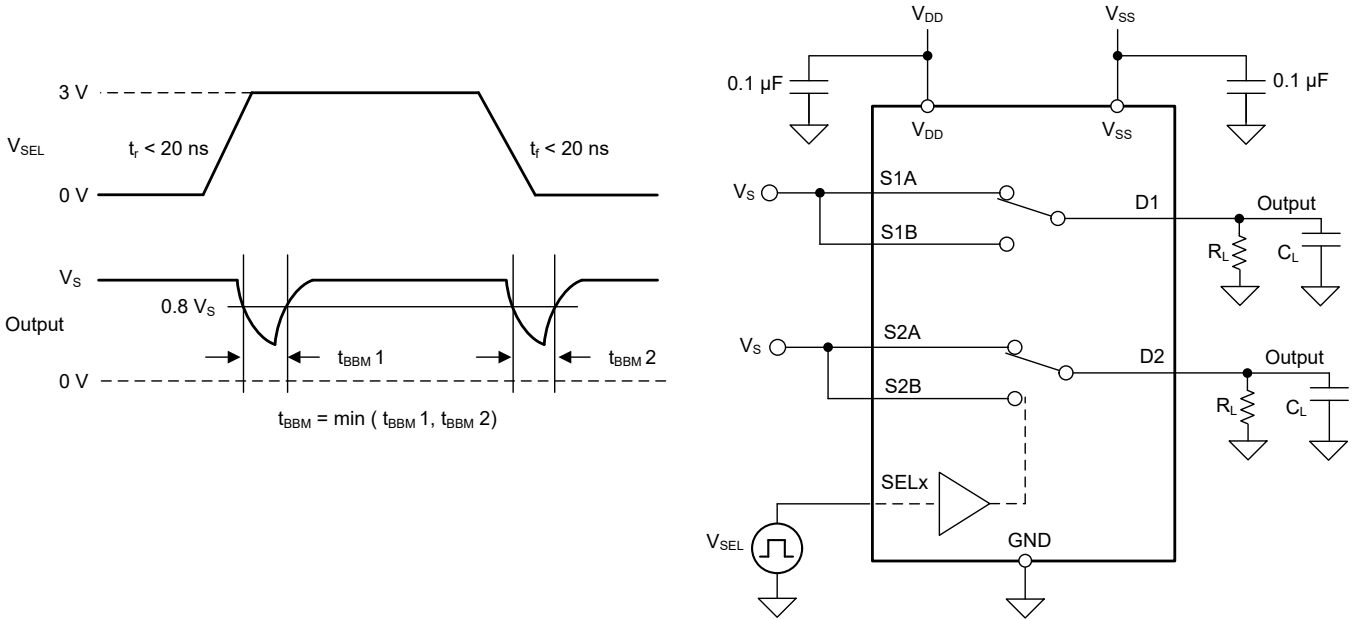 3 V
V_SEL
t_r < 20 ns
t_f < 20 ns
0 V
V_S
0.8 V_S
Output
t_BBM 1
t_BBM 2
0 V
t_BBM = min ( t_BBM 1, t_BBM 2)
V_DD
V_SS
0.1 µF
0.1 µF
V_DD
V_SS
V_S
S1A
D1
Output
S1B
R_L
C_L
V_S
S2A
D2
Output
S2B
R_L
C_L
SELx
V_SEL
GND